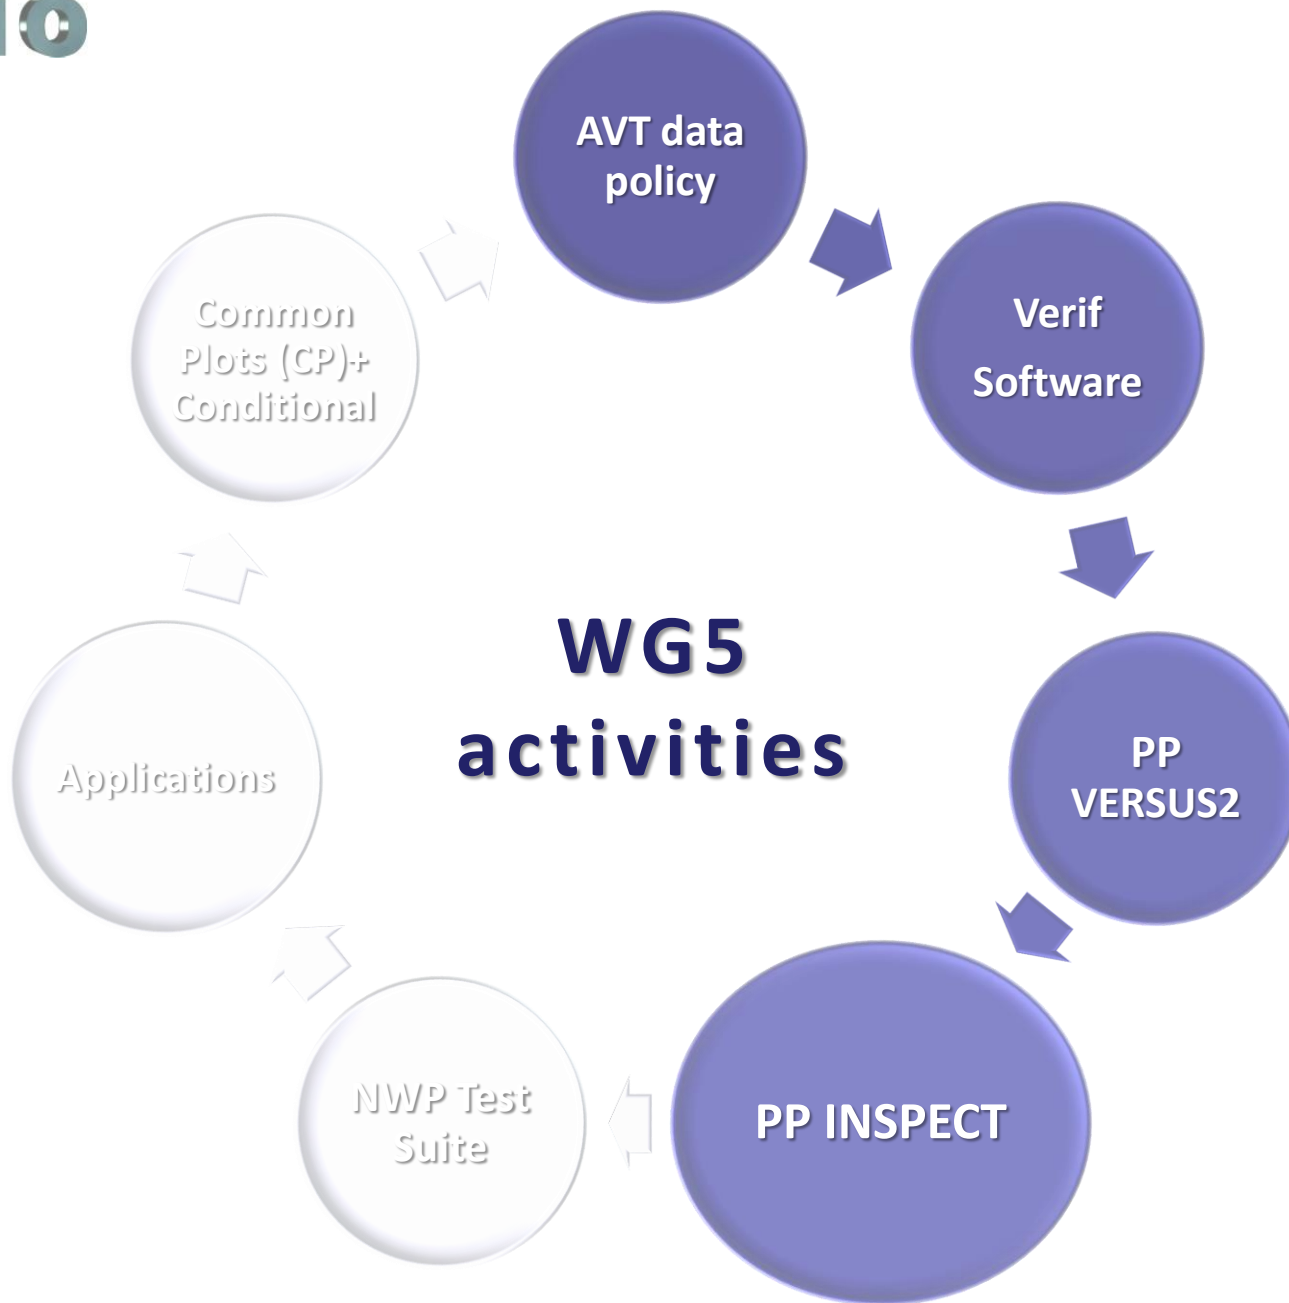 AVT data
policy
Verif
Software
PP
VERSUS2
PP INSPECT
NWP Test
Suite
Applications
Common
Plots (CP)+
Conditional
WG5
activities